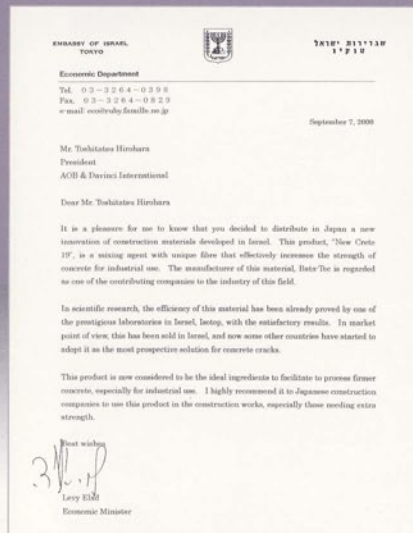 EMBASSY OF ISRAEL
TOKYO
שגרירות ישראל
טוקיו
Economic Department
Tel. 03-3264-0398
Fax. 03-3264-0829
e-mail:
September 7, 2000
Mr. Toshitatsu Hirohara
President
AOB & Davinci International
Dear Mr. Toshitatsu Hirohara
It is a pleasure for me to know that you decided to distribute in Japan a new
innovation of construction materials developed in Israel. This product, "New Crete
19", is a mixing agent with unique fibre that effectively increases the strength of
concrete for industrial use. The manufacturer of this material, is regarded
as one of the contributing companies to the industry of this field.
In scientific research, the efficiency of this material has been already proved by one
of the prestigious laboratories in Israel, Isotop, with the satisfactory results. In market
point of view, this has been sold in Israel, and now some other countries have started to
adopt it as the most prospective solution for concrete cracks.
This product is now considered to be the ideal ingredients to facilitate to process firmer
concrete, especially for industrial use. I highly recommend it to Japanese construction
companies to use this product in the construction works, especially those needing extra
strength.
Best wishes
Levy
Economic Minister